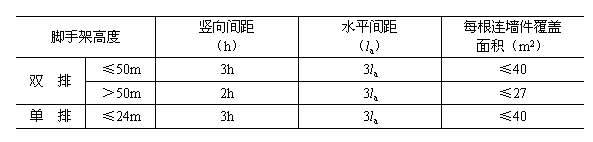 脚手架高度 竖向间距 水平间距 每根连墙件覆盖
（h） （lₐ） 面积（m²）
双 排 ≤50m 3h 3lₐ ≤40
＞50m 2h 3lₐ ≤27
单 排 ≤24m 3h 3lₐ ≤40